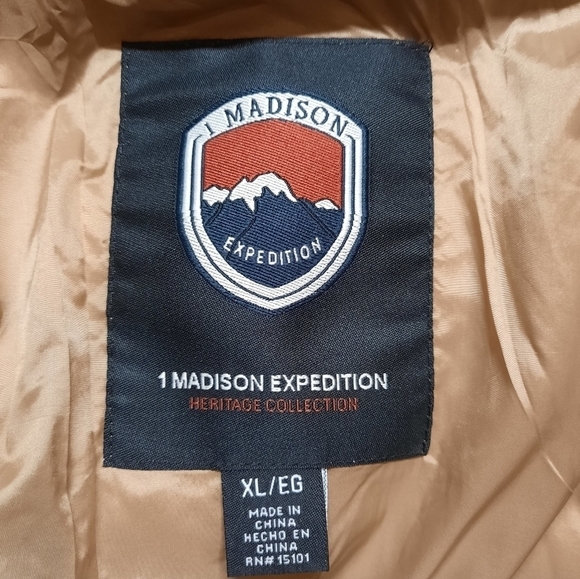 1 MADISON
EXPEDITION
1 MADISON EXPEDITION
HERITAGE COLLECTION
XL/EG
MADE IN
CHINA
HECHO EN
CHINA
RN#15101